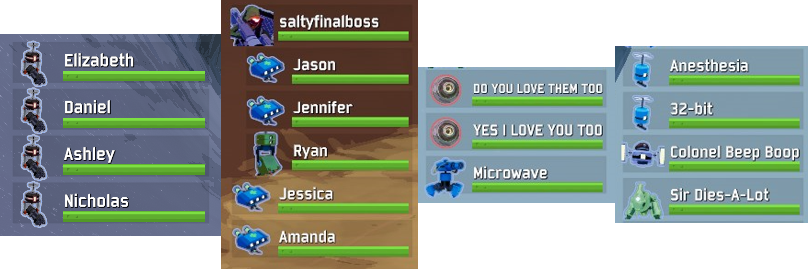 Elizabeth
Daniel
Ashley
Nicholas
saltyfinalboss
Jason
Jennifer
Ryan
Jessica
Amanda
DO YOU LOVE THEM TOO
YES I LOVE YOU TOO
Microwave
Anesthesia
32-bit
Colonel Beep Boop
Sir Dies-A-Lot